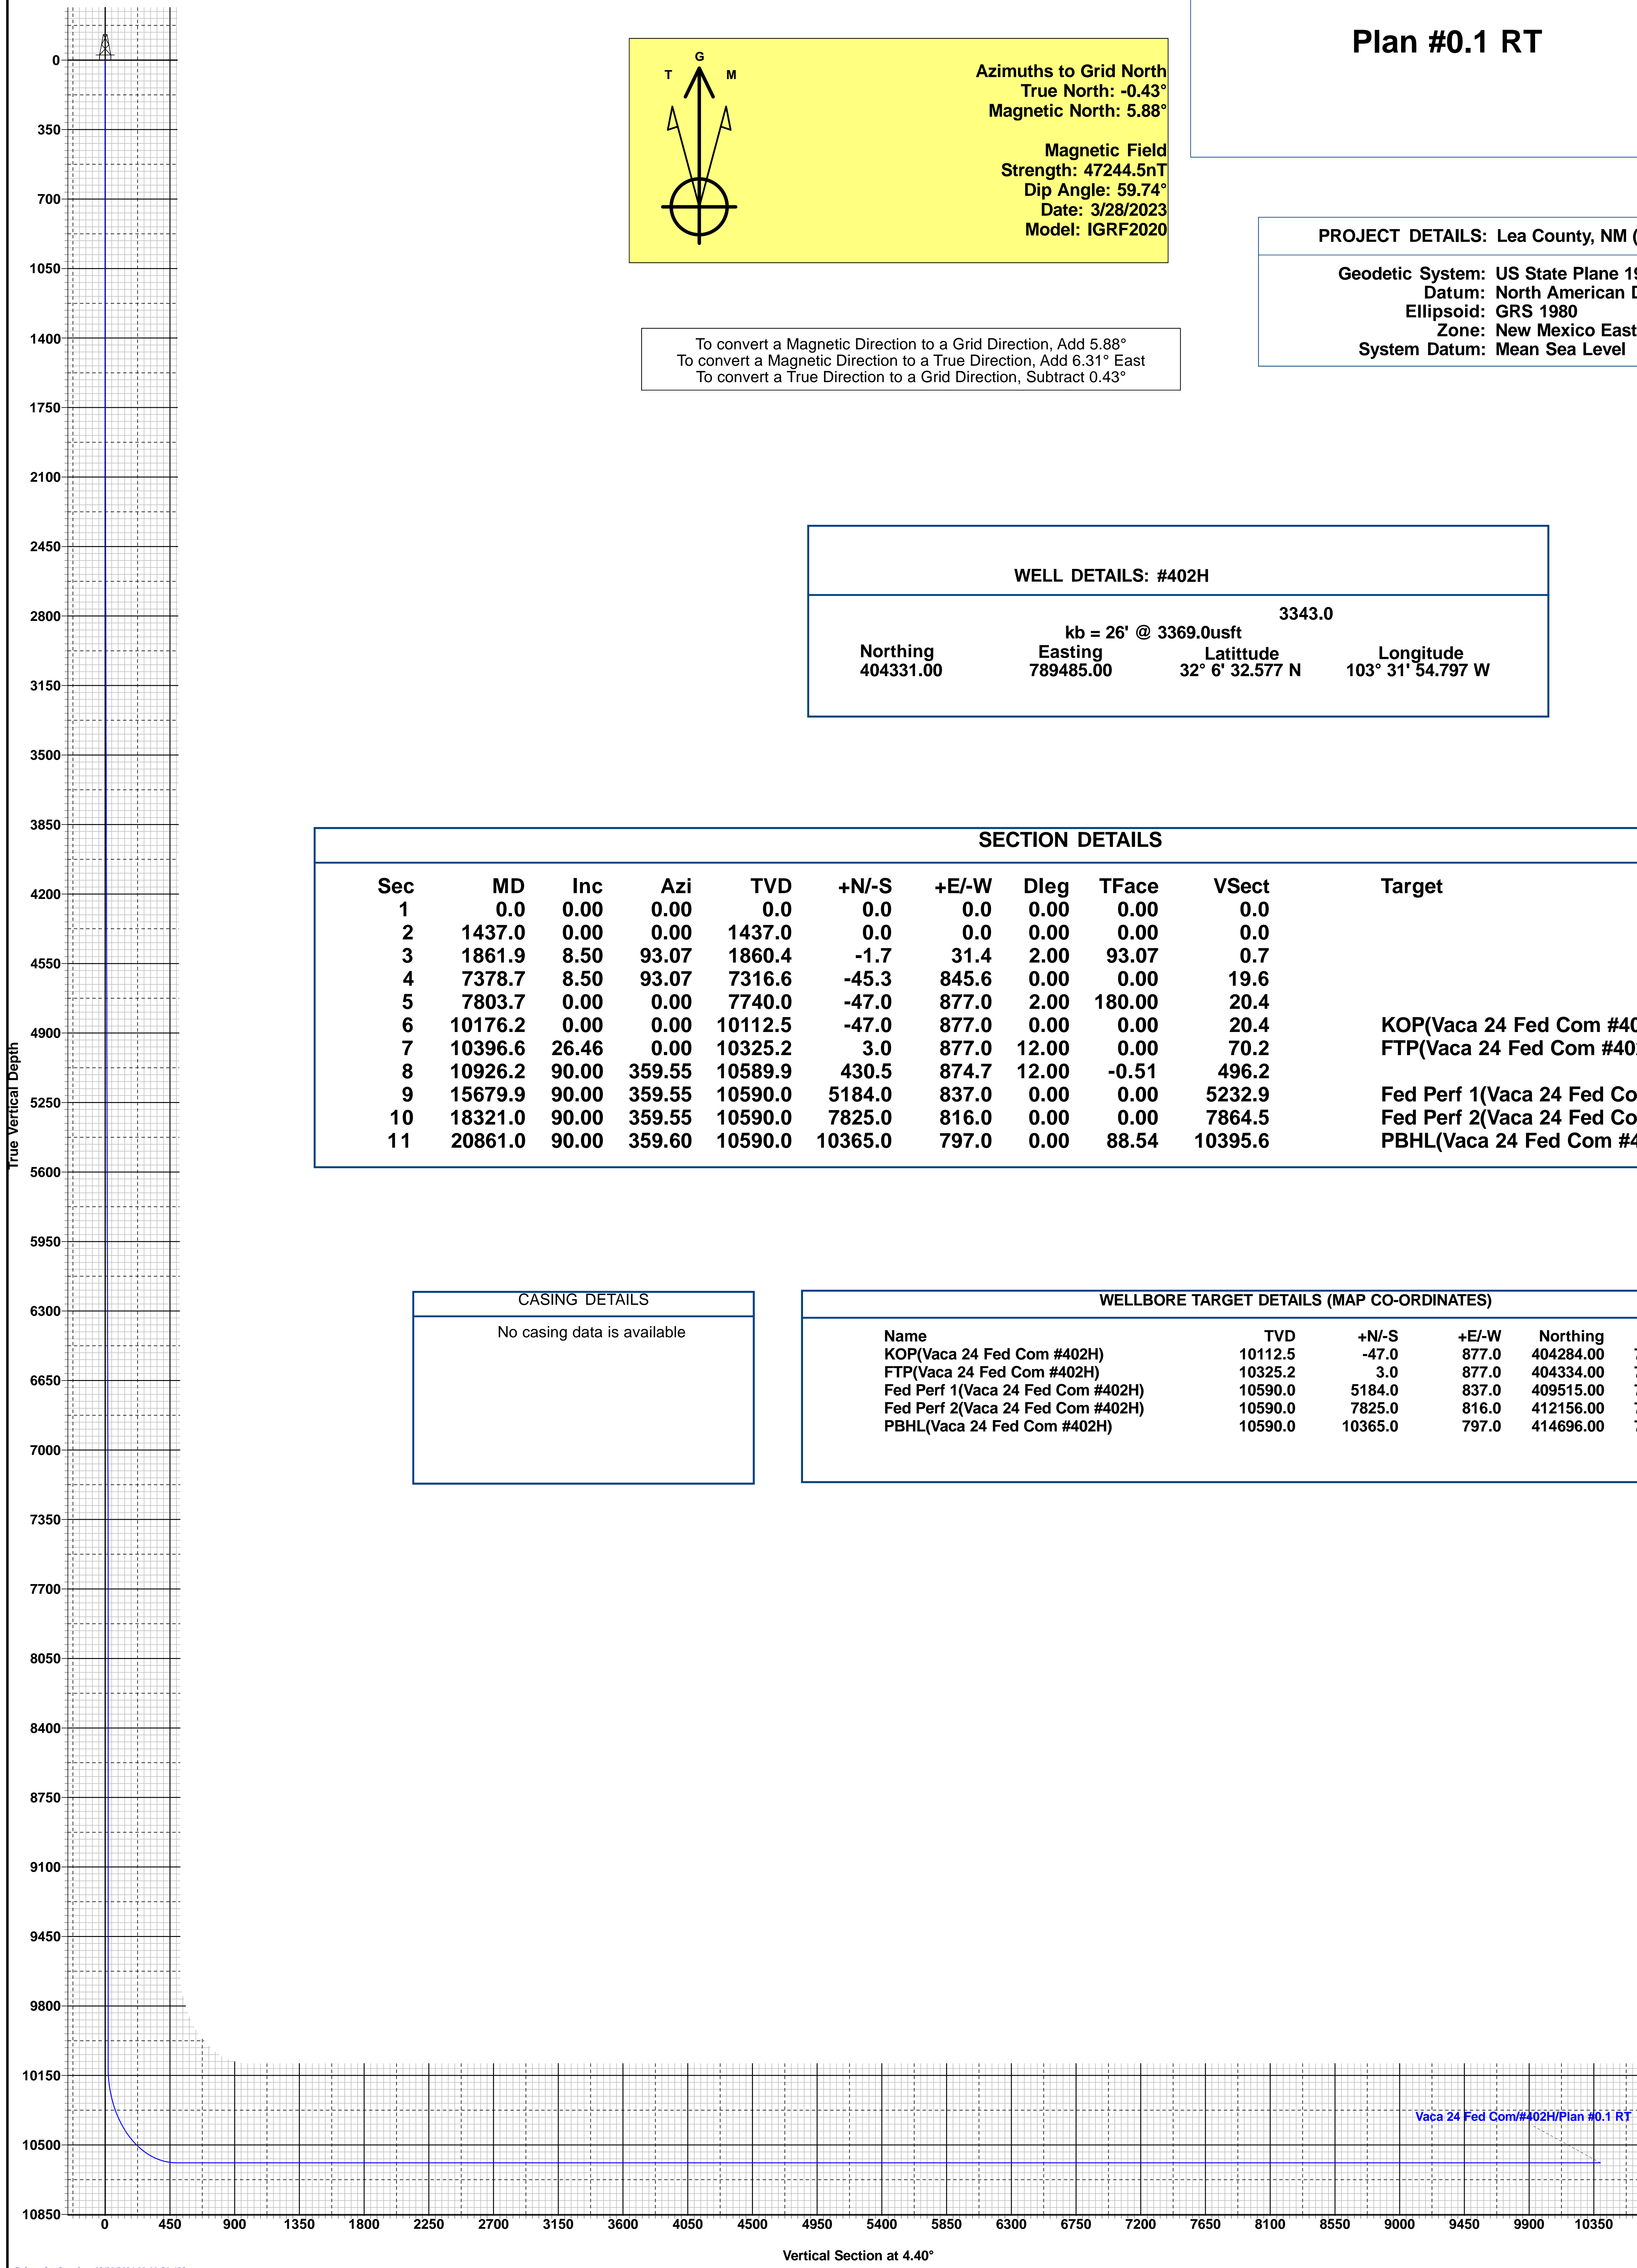 Plan #0.1 RT
G
T M
Azimuths to Grid North
True North: -0.43°
Magnetic North: 5.88°
Magnetic Field
Strength: 47244.5nT
Dip Angle: 59.74°
Date: 3/28/2023
Model: IGRF2020
PROJECT DETAILS: Lea County, NM (
Geodetic System: US State Plane 19
Datum: North American D
Ellipsoid: GRS 1980
Zone: New Mexico East
System Datum: Mean Sea Level
To convert a Magnetic Direction to a Grid Direction, Add 5.88°
To convert a Magnetic Direction to a True Direction, Add 6.31° East
To convert a True Direction to a Grid Direction, Subtract 0.43°
WELL DETAILS: #402H
3343.0
kb = 26' @ 3369.0usft
Northing Easting Latittude Longitude
404331.00 789485.00 32° 6' 32.577 N 103° 31' 54.797 W
SECTION DETAILS
Sec MD Inc Azi TVD +N/-S +E/-W Dleg TFace VSect Target
1 0.0 0.00 0.00 0.0 0.0 0.0 0.00 0.00 0.0
2 1437.0 0.00 0.00 1437.0 0.0 0.0 0.00 0.00 0.0
3 1861.9 8.50 93.07 1860.4 -1.7 31.4 2.00 93.07 0.7
4 7378.7 8.50 93.07 7316.6 -45.3 845.6 0.00 0.00 19.6
5 7803.7 0.00 0.00 7740.0 -47.0 877.0 2.00 180.00 20.4
6 10176.2 0.00 0.00 10112.5 -47.0 877.0 0.00 0.00 20.4 KOP(Vaca 24 Fed Com #40
7 10396.6 26.46 0.00 10325.2 3.0 877.0 12.00 0.00 70.2 FTP(Vaca 24 Fed Com #40
8 10926.2 90.00 359.55 10589.9 430.5 874.7 12.00 -0.51 496.2
9 15679.9 90.00 359.55 10590.0 5184.0 837.0 0.00 0.00 5232.9 Fed Perf 1(Vaca 24 Fed Co
10 18321.0 90.00 359.55 10590.0 7825.0 816.0 0.00 0.00 7864.5 Fed Perf 2(Vaca 24 Fed Co
11 20861.0 90.00 359.60 10590.0 10365.0 797.0 0.00 88.54 10395.6 PBHL(Vaca 24 Fed Com #4
CASING DETAILS
No casing data is available
WELLBORE TARGET DETAILS (MAP CO-ORDINATES)
Name TVD +N/-S +E/-W Northing
KOP(Vaca 24 Fed Com #402H) 10112.5 -47.0 877.0 404284.00
FTP(Vaca 24 Fed Com #402H) 10325.2 3.0 877.0 404334.00
Fed Perf 1(Vaca 24 Fed Com #402H) 10590.0 5184.0 837.0 409515.00
Fed Perf 2(Vaca 24 Fed Com #402H) 10590.0 7825.0 816.0 412156.00
PBHL(Vaca 24 Fed Com #402H) 10590.0 10365.0 797.0 414696.00
True Vertical Depth
0
350
700
1050
1400
1750
2100
2450
2800
3150
3500
3850
4200
4550
4900
5250
5600
5950
6300
6650
7000
7350
7700
8050
8400
8750
9100
9450
9800
10150
10500
10850
Vaca 24 Fed Com/#402H/Plan #0.1 RT
0 450 900 1350 1800 2250 2700 3150 3600 4050 4500 4950 5400 5850 6300 6750 7200 7650 8100 8550 9000 9450 9900 10350
Vertical Section at 4.40°